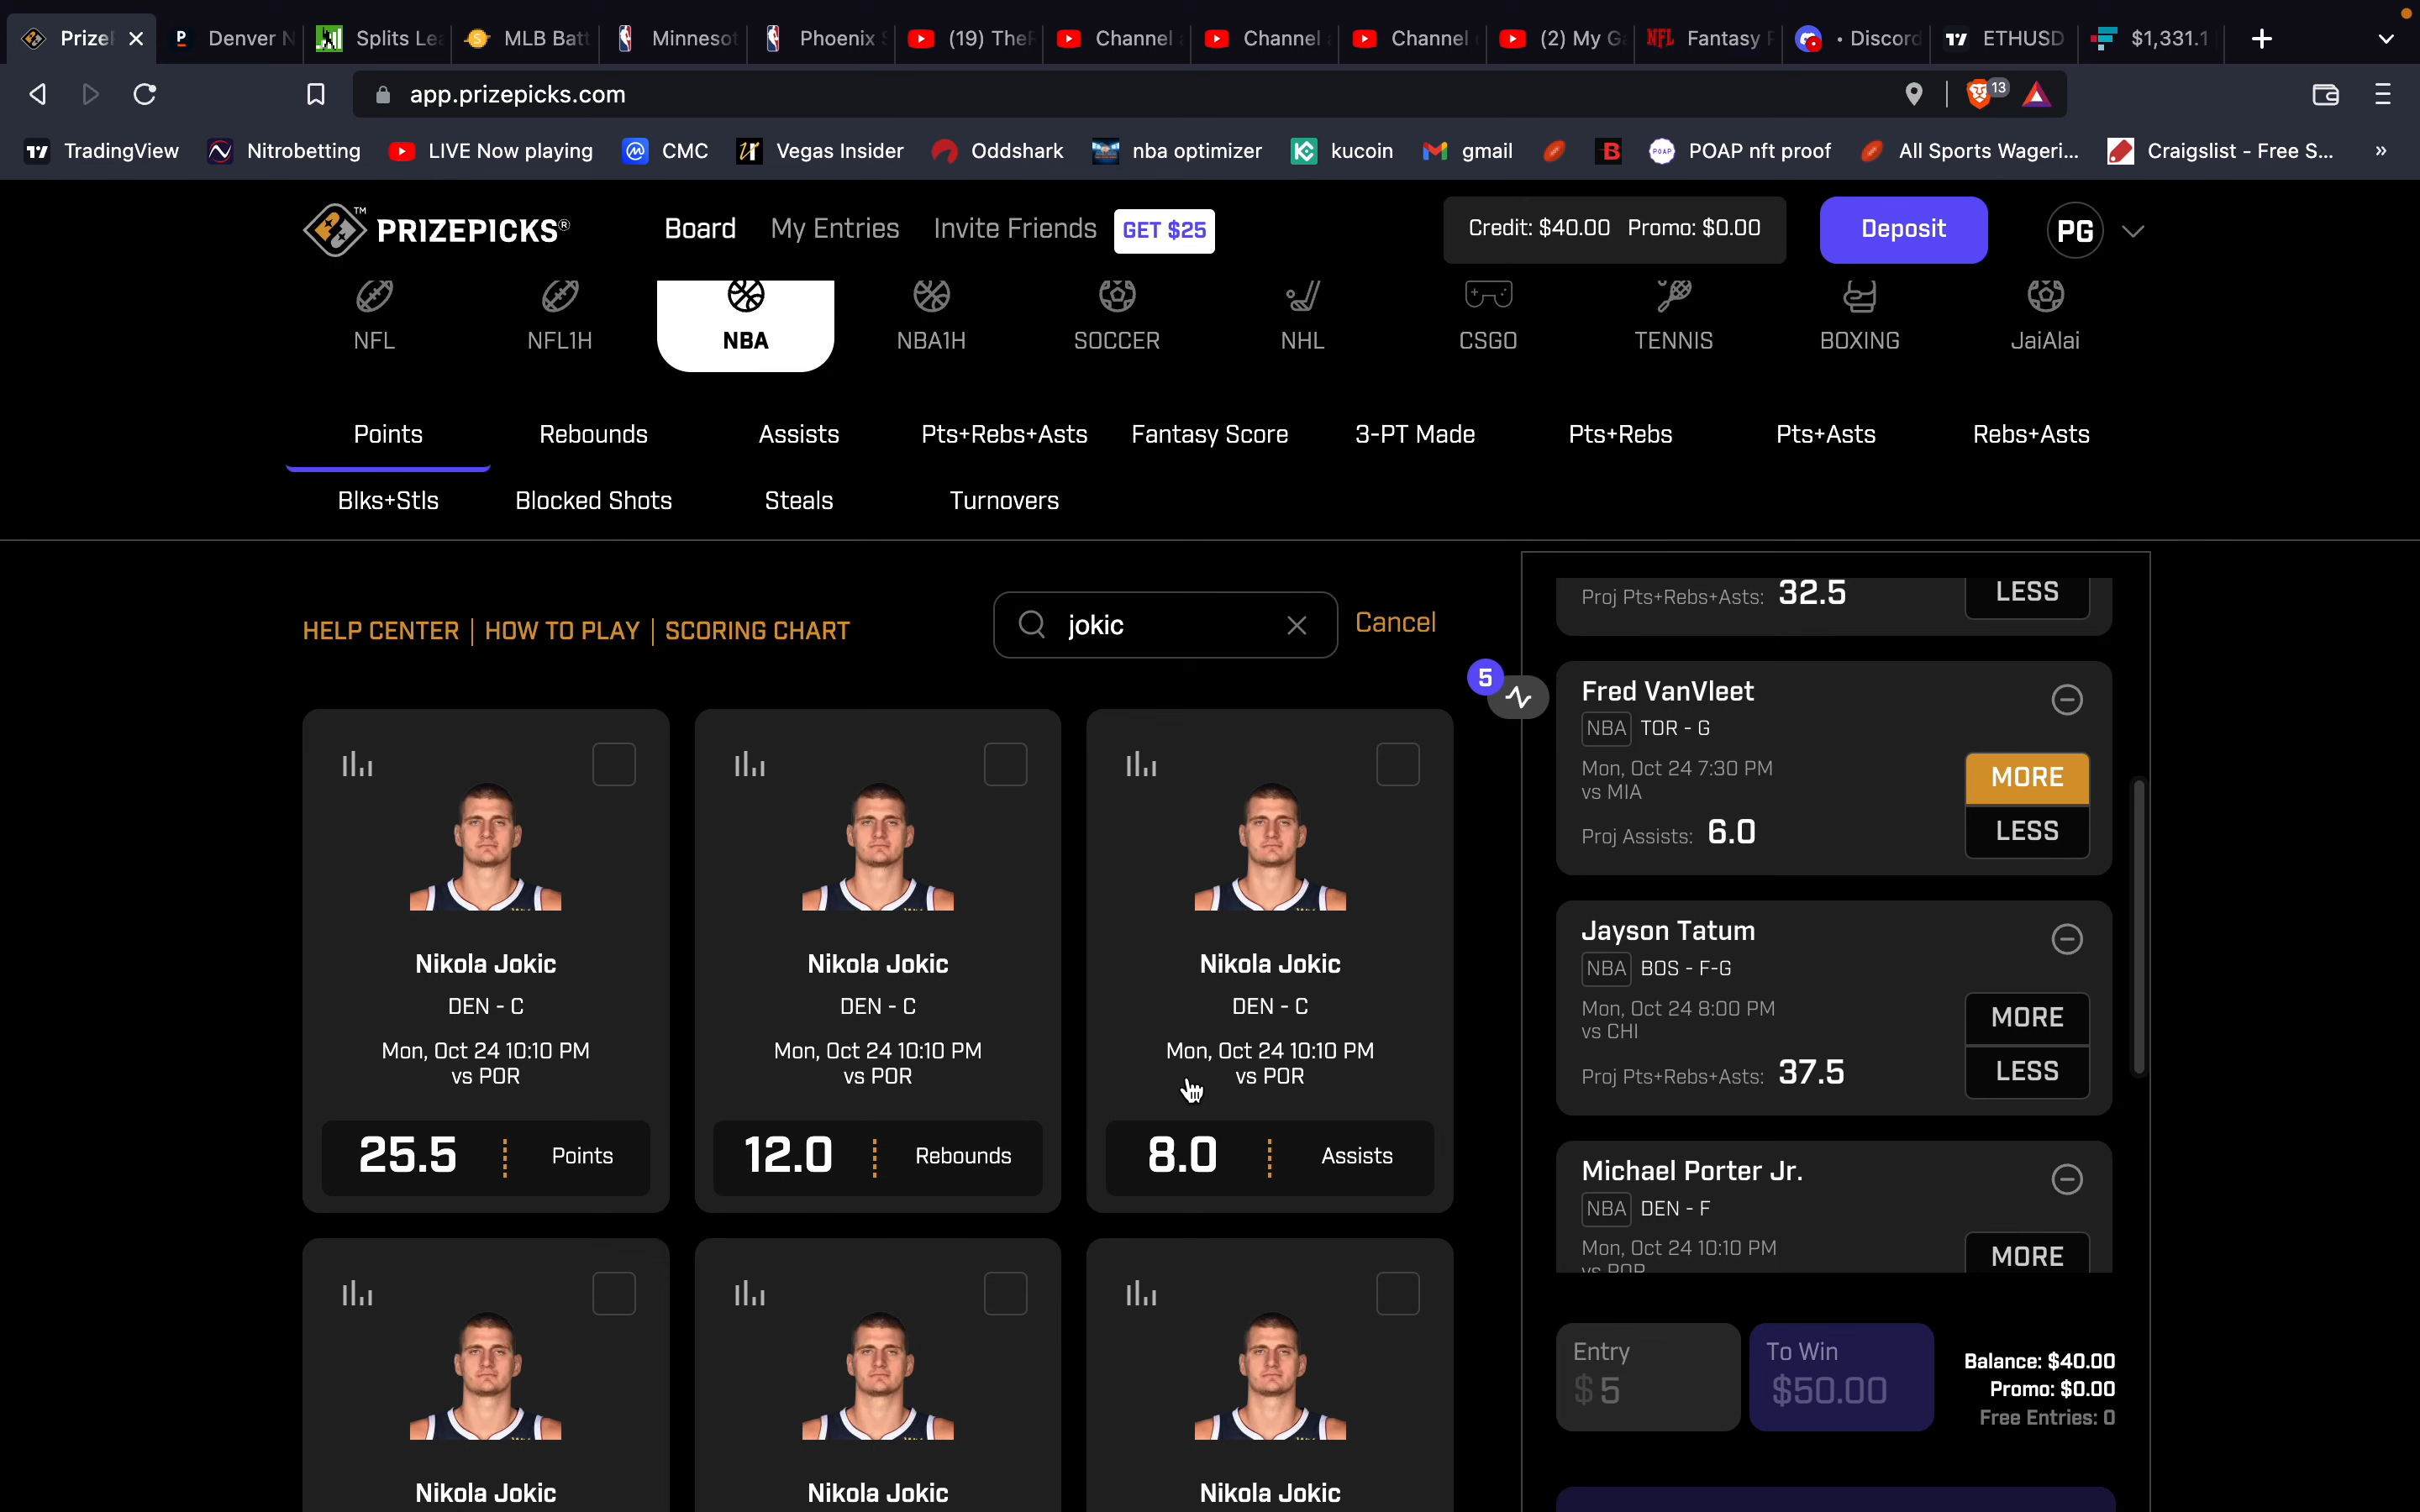 PrizeP
Denver N
Splits Lea
MLB Batt
Minnesot
Phoenix S
(19) TheF
Channel
Channel
Channel
(2) My Ga
NFL Fantasy F
• Discord
ETHUSD
$1,331.1
app.prizepicks.com
13
TradingView
Nitrobetting
LIVE Now playing
CMC
Vegas Insider
Oddshark
nba optimizer
kucoin
gmail
POAP nft proof
All Sports Wageri...
Craigslist - Free S...
»
PRIZEPICKS®
Board
My Entries
Invite Friends
GET $25
Credit: $40.00 Promo: $0.00
Deposit
PG
NFL
NFL1H
NBA
NBA1H
SOCCER
NHL
CSGO
TENNIS
BOXING
JaiAlai
Points
Rebounds
Assists
Pts+Rebs+Asts
Fantasy Score
3-PT Made
Pts+Rebs
Pts+Asts
Rebs+Asts
Blks+Stls
Blocked Shots
Steals
Turnovers
HELP CENTER | HOW TO PLAY | SCORING CHART
jokic
Cancel
Nikola Jokic
DEN - C
Mon, Oct 24 10:10 PM
vs POR
25.5 Points
Nikola Jokic
DEN - C
Mon, Oct 24 10:10 PM
vs POR
12.0 Rebounds
Nikola Jokic
DEN - C
Mon, Oct 24 10:10 PM
vs POR
8.0 Assists
Nikola Jokic
Nikola Jokic
Nikola Jokic
5
Proj Pts+Rebs+Asts: 32.5
LESS
Fred VanVleet
NBA TOR - G
Mon, Oct 24 7:30 PM
vs MIA
Proj Assists: 6.0
MORE
LESS
Jayson Tatum
NBA BOS - F-G
Mon, Oct 24 8:00 PM
vs CHI
Proj Pts+Rebs+Asts: 37.5
MORE
LESS
Michael Porter Jr.
NBA DEN - F
Mon, Oct 24 10:10 PM
vs POR
MORE
Entry
$ 5
To Win
$50.00
Balance: $40.00
Promo: $0.00
Free Entries: 0